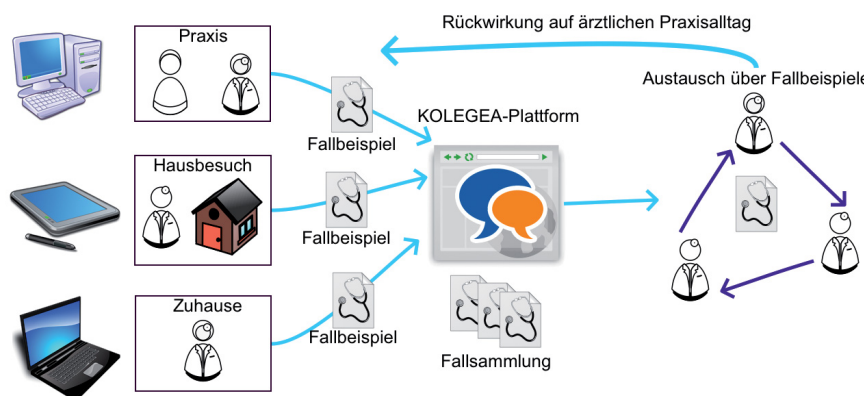 Rückwirkung auf ärztlichen Praxisalltag
Praxis
Fallbeispiel
KOLEGEA-Plattform
Austausch über Fallbeispiele
Hausbesuch
Fallbeispiel
Zuhause
Fallbeispiel
Fallsammlung